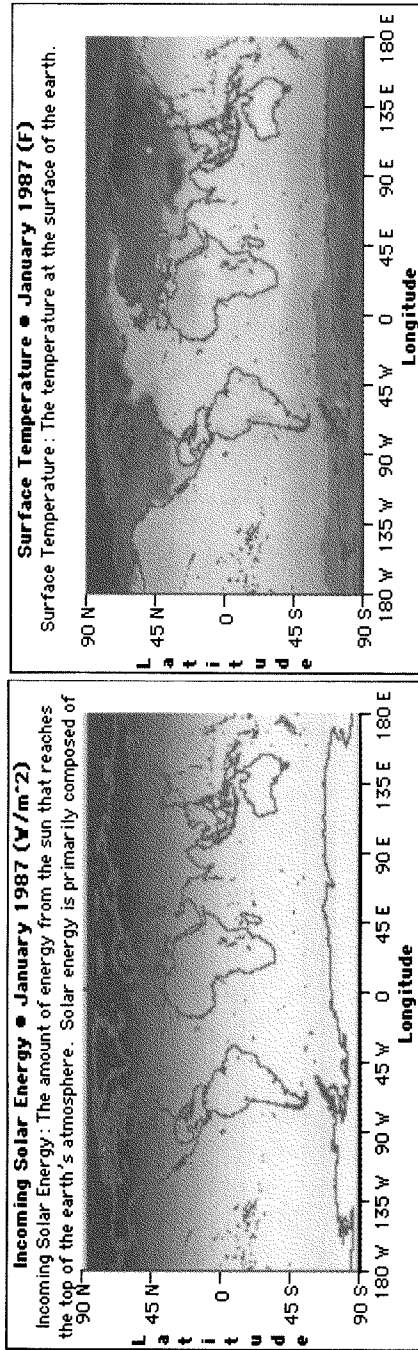 Incoming Solar Energy ● January 1987 (W/m^2)
Incoming Solar Energy : The amount of energy from the sun that reaches
the top of the earth's atmosphere. Solar energy is primarily composed of
90 N
45 N
0
45 S
90 S
Latitude
180 W 135 W 90 W 45 W 0 45 E 90 E 135 E 180 E
Longitude
Surface Temperature ● January 1987 (F)
Surface Temperature : The temperature at the surface of the earth.
90 N
45 N
0
45 S
90 S
Latitude
180 W 135 W 90 W 45 W 0 45 E 90 E 135 E 180 E
Longitude